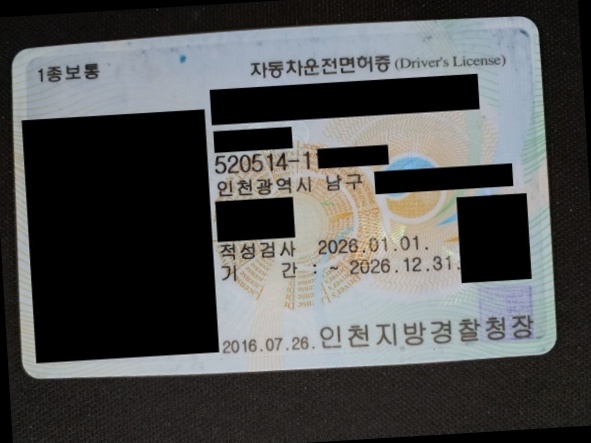 1종보통
자동차운전면허증 (Driver's License)
520514-1
인천광역시 남구
적성검사 2026.01.01.
기 간 : ~ 2026.12.31.
2016.07.26. 인천지방경찰청장